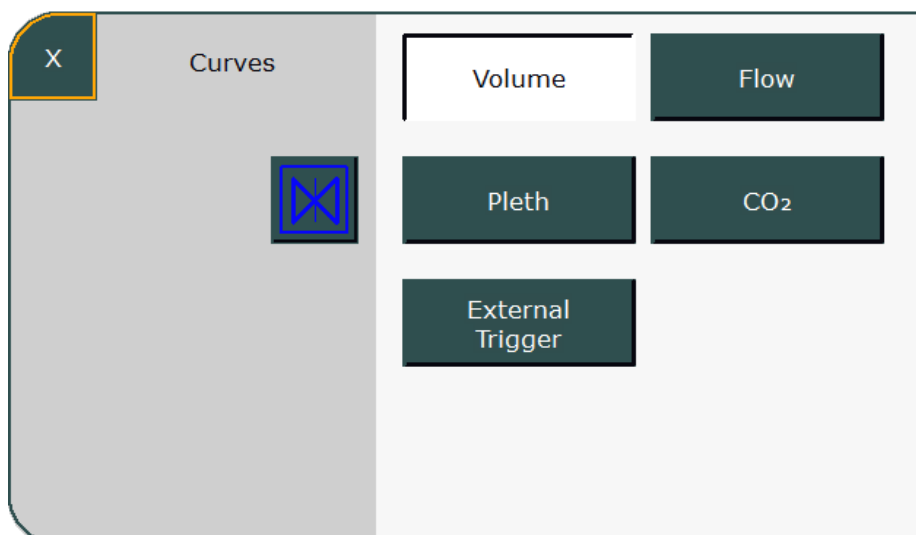 X
Curves
Volume
Flow
Pleth
CO₂
External
Trigger